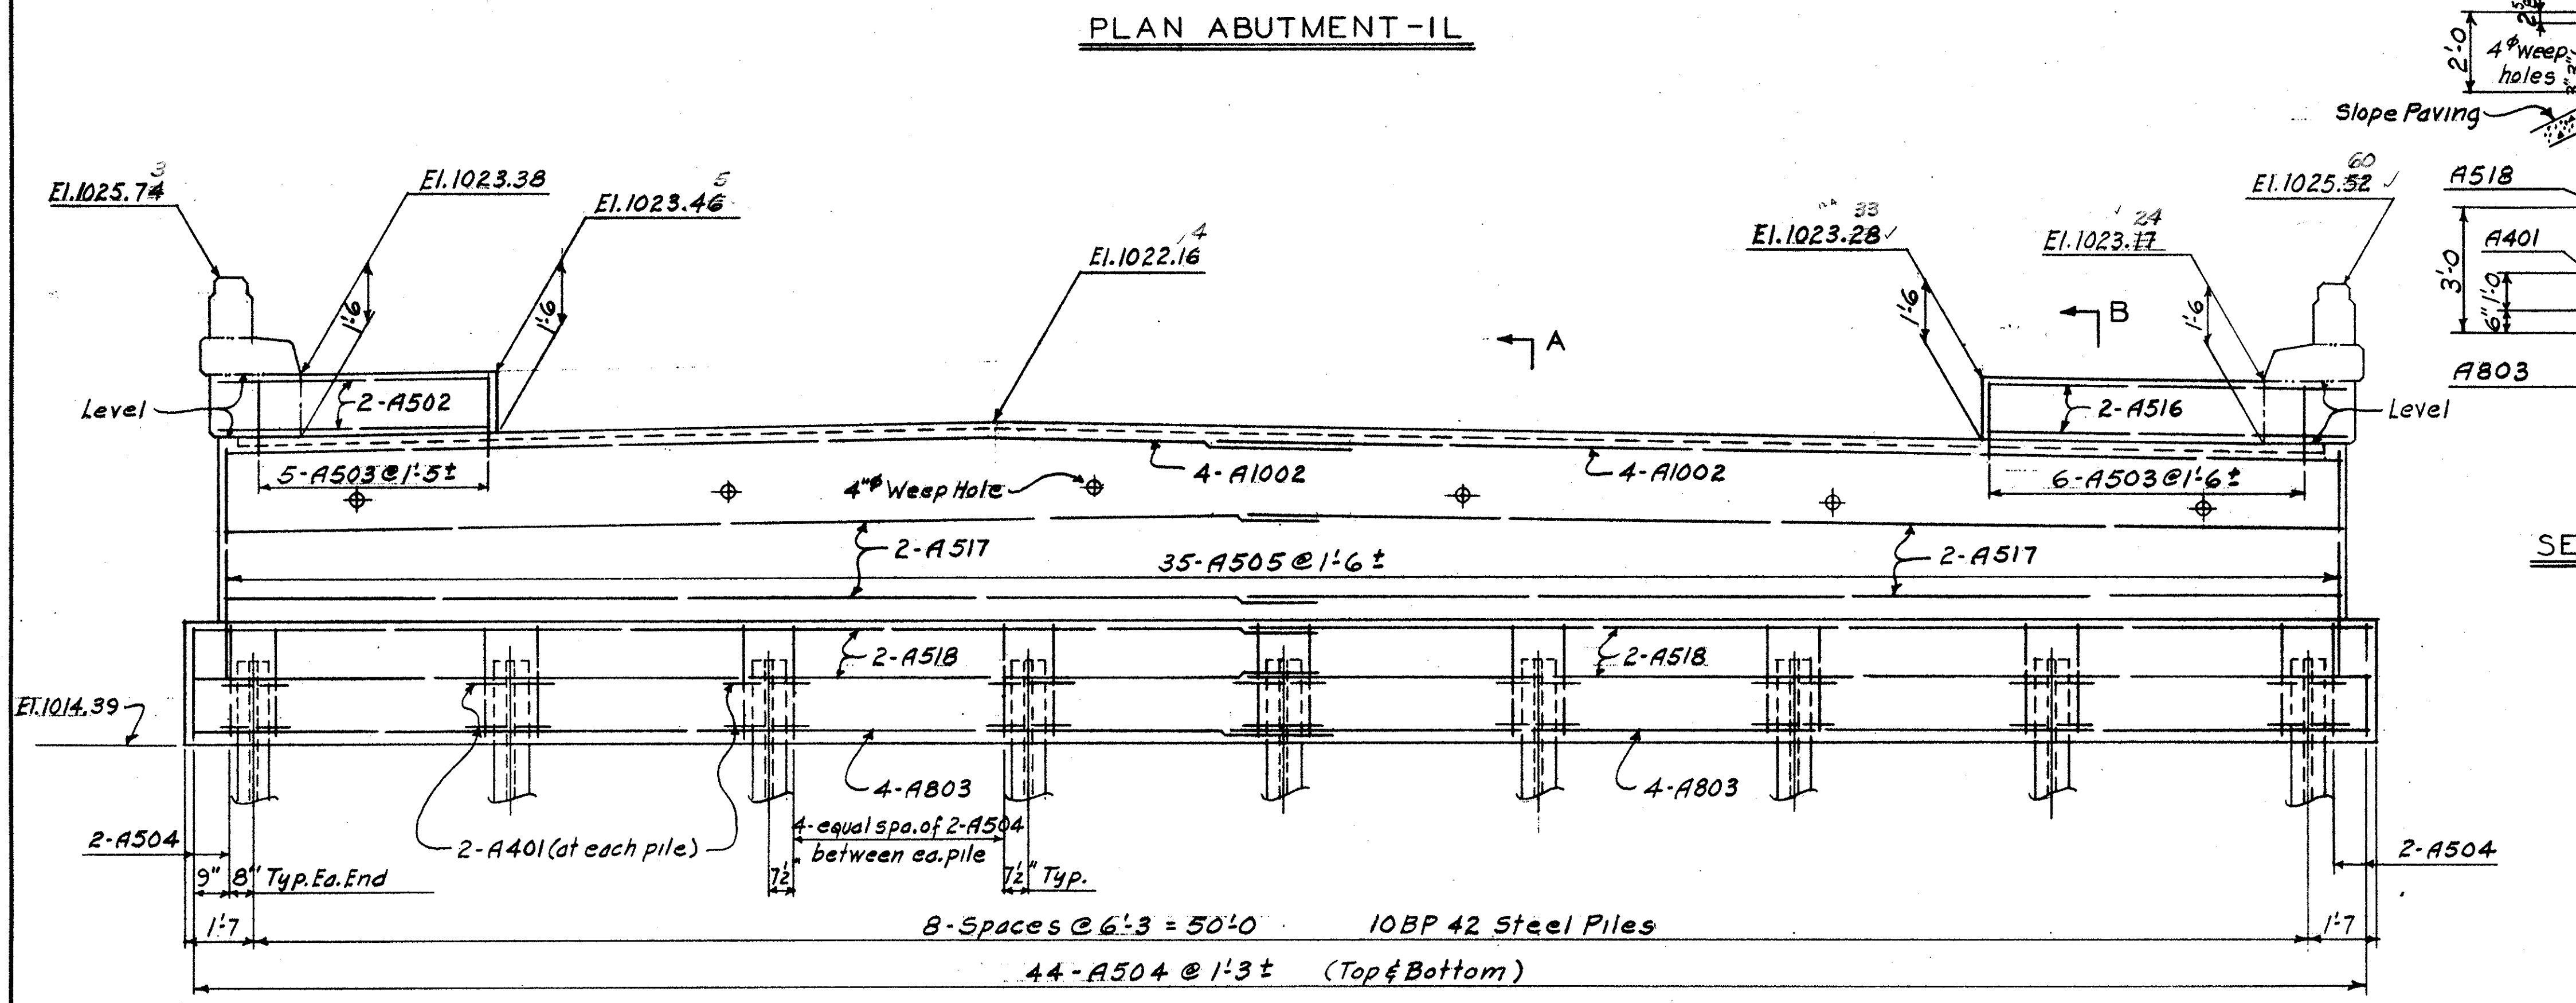 PLAN ABUTMENT-1L
2'-0
4ᶲ weep
holes
Slope Paving
3
El.1025.74
El.1023.38
5
El.1023.46
4
El.1022.16
33
El.1023.28 ✓
✓ 24
El.1023.17
60
El.1025.52 ✓
A518
A401
3'-0
1'-0
6"
A803
1'-6
1'-6
1'-6
1'-6
A
B
Level
2-A502
2-A516
Level
5-A503@1'-5±
4"ᶲ Weep Hole
4-A1002
4-A1002
6-A503@1'-6±
2-A517
35-A505@1'-6±
2-A517
SE
2-A518
2-A518
El.1014.39
4-A803
4-A803
2-A504
2-A401(at each pile)
4-equal spa. of 2-A504
between ea. pile
2-A504
9"
8" Typ. Ea. End
7½"
7½" Typ.
1'-7
8-Spaces @ 6'-3 = 50'-0
10BP 42 Steel Piles
1'-7
44-A504 @ 1'-3± (Top & Bottom)